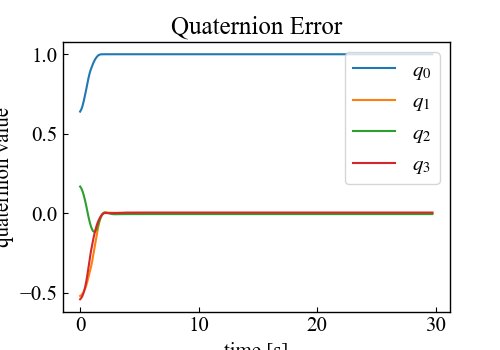 Quaternion Error
quaternion value
1.0
0.5
0.0
−0.5
0
10
20
30
time [s]
q0
q1
q2
q3